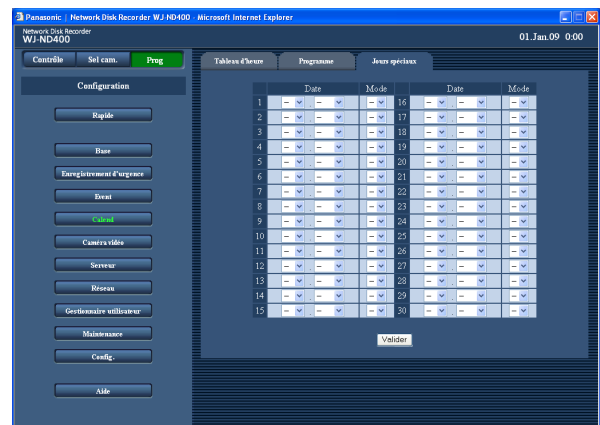 Panasonic | Network Disk Recorder WJ-ND400 - Microsoft Internet Explorer
Network Disk Recorder
WJ-ND400
01.Jan.09 0:00
Contrôle Sel cam. Prog
Configuration
Rapide
Base
Enregistrement d'urgence
Event
Calend
Caméra vidéo
Serveur
Réseau
Gestionnaire utilisateur
Maintenance
Config.
Aide
Tableau d'heure Programme Jours spéciaux
Date Mode Date Mode
1 -- . -- -- 16 -- . -- --
2 -- . -- -- 17 -- . -- --
3 -- . -- -- 18 -- . -- --
4 -- . -- -- 19 -- . -- --
5 -- . -- -- 20 -- . -- --
6 -- . -- -- 21 -- . -- --
7 -- . -- -- 22 -- . -- --
8 -- . -- -- 23 -- . -- --
9 -- . -- -- 24 -- . -- --
10 -- . -- -- 25 -- . -- --
11 -- . -- -- 26 -- . -- --
12 -- . -- -- 27 -- . -- --
13 -- . -- -- 28 -- . -- --
14 -- . -- -- 29 -- . -- --
15 -- . -- -- 30 -- . -- --
Valider